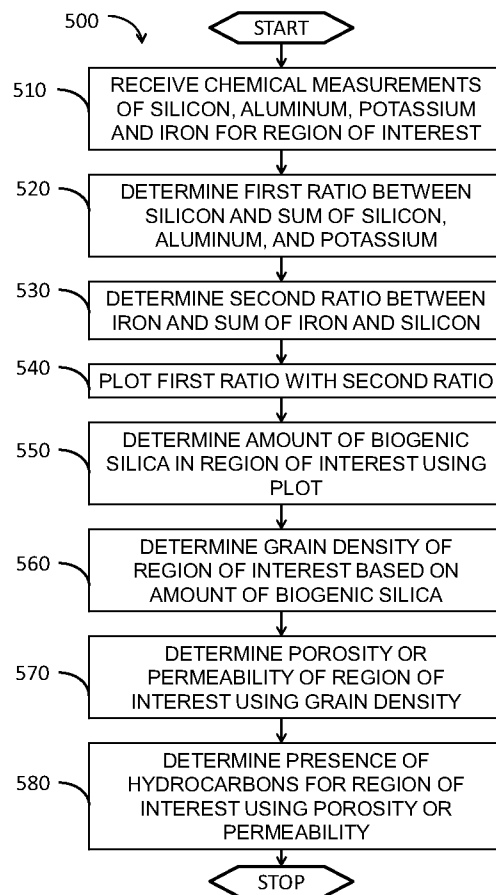 500
START
510
RECEIVE CHEMICAL MEASUREMENTS
OF SILICON, ALUMINUM, POTASSIUM
AND IRON FOR REGION OF INTEREST
520
DETERMINE FIRST RATIO BETWEEN
SILICON AND SUM OF SILICON,
ALUMINUM, AND POTASSIUM
530
DETERMINE SECOND RATIO BETWEEN
IRON AND SUM OF IRON AND SILICON
540
PLOT FIRST RATIO WITH SECOND RATIO
550
DETERMINE AMOUNT OF BIOGENIC
SILICA IN REGION OF INTEREST USING
PLOT
560
DETERMINE GRAIN DENSITY OF
REGION OF INTEREST BASED ON
AMOUNT OF BIOGENIC SILICA
570
DETERMINE POROSITY OR
PERMEABILITY OF REGION OF
INTEREST USING GRAIN DENSITY
580
DETERMINE PRESENCE OF
HYDROCARBONS FOR REGION OF
INTEREST USING POROSITY OR
PERMEABILITY
STOP